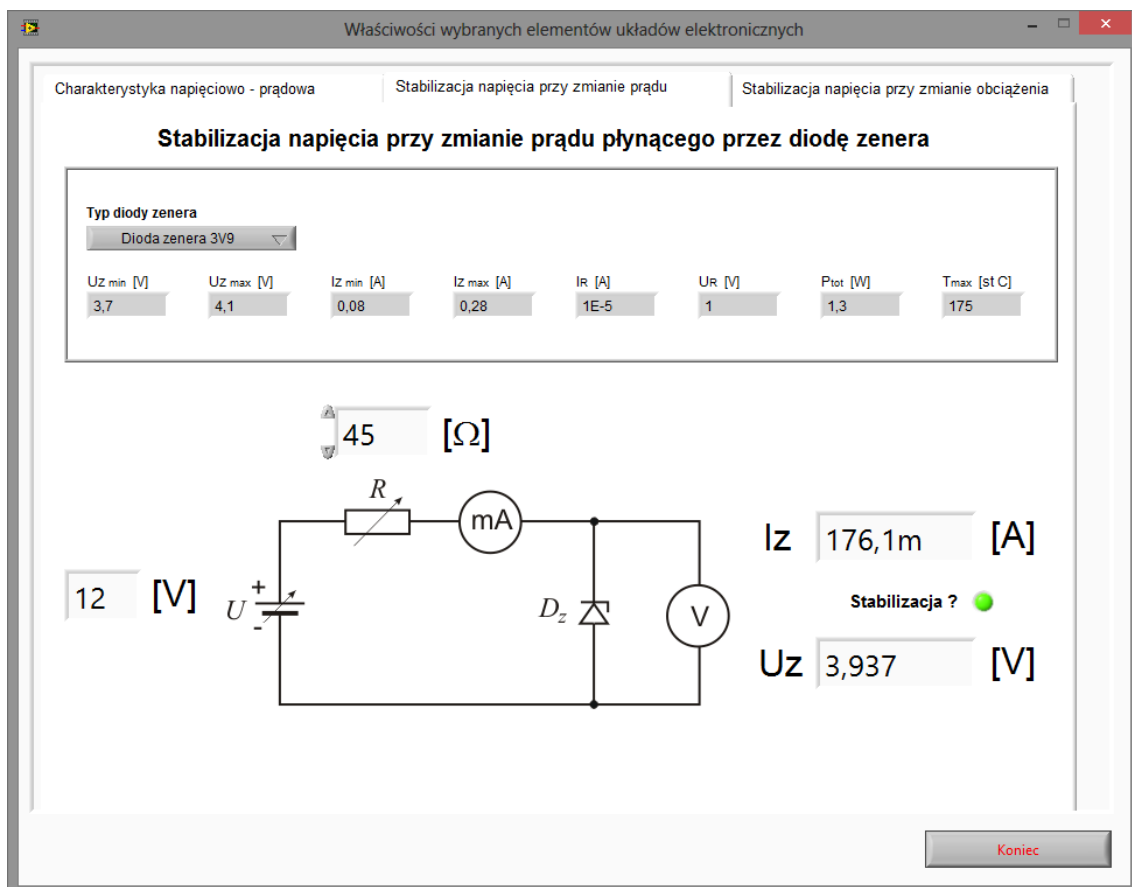 Właściwości wybranych elementów układów elektronicznych
Charakterystyka napięciowo - prądowa
Stabilizacja napięcia przy zmianie prądu
Stabilizacja napięcia przy zmianie obciążenia
Stabilizacja napięcia przy zmianie prądu płynącego przez diodę zenera
Typ diody zenera
Dioda zenera 3V9
Uz min [V] Uz max [V] Iz min [A] Iz max [A] IR [A] UR [V] Ptot [W] Tmax [st C]
3,7 4,1 0,08 0,28 1E-5 1 1,3 175
45 [Ω]
R
mA
Iz 176,1m [A]
12 [V]
+
U
-
Dz
V
Stabilizacja ?
Uz 3,937 [V]
Koniec